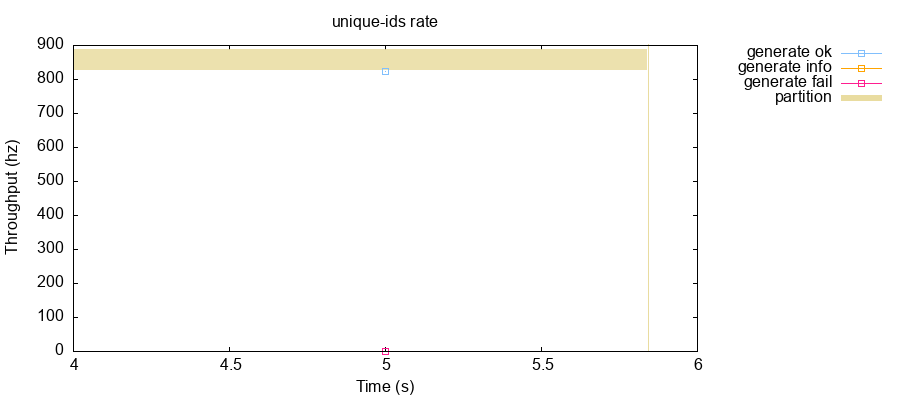 unique-ids rate
900
800
700
600
500
400
300
200
100
0
Throughput (hz)
4
4.5
5
5.5
6
Time (s)
generate ok
generate info
generate fail
partition